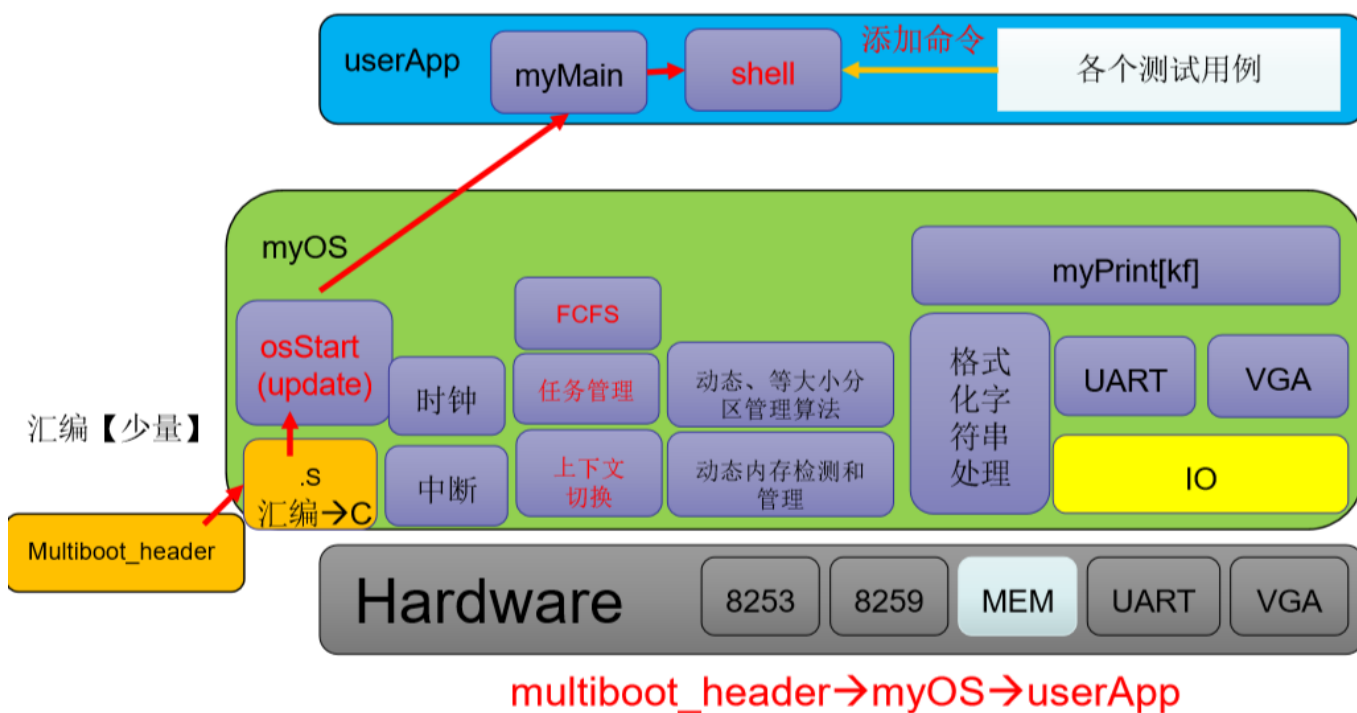 userApp
myMain
shell
添加命令
各个测试用例
myOS
myPrint[kf]
FCFS
osStart
(update)
时钟
任务管理
动态、等大小分
区管理算法
格式
化字
符串
处理
UART
VGA
汇编【少量】
.S
汇编→C
中断
上下文
切换
动态内存检测和
管理
IO
Multiboot_header
Hardware
8253
8259
MEM
UART
VGA
multiboot_header→myOS→userApp